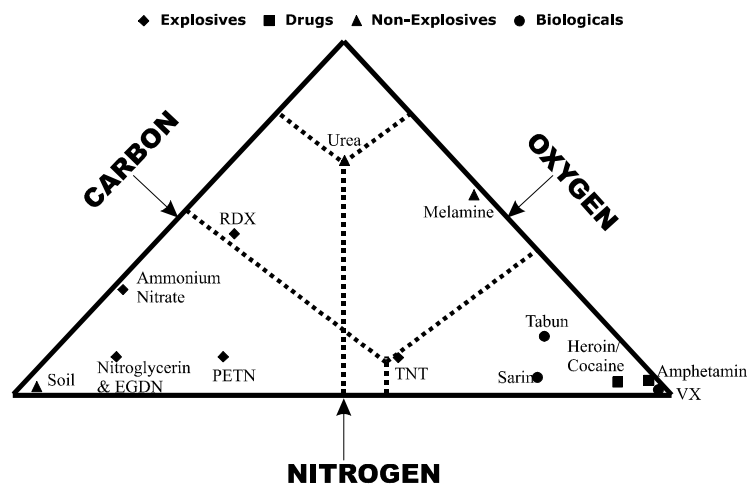 Explosives Drugs Non-Explosives Biologicals
CARBON
OXYGEN
Urea
Melamine
RDX
Ammonium
Nitrate
Tabun
Heroin/
Cocaine
Amphetamin
Soil
Nitroglycerin
& EGDN
PETN
TNT
Sarin
VX
NITROGEN